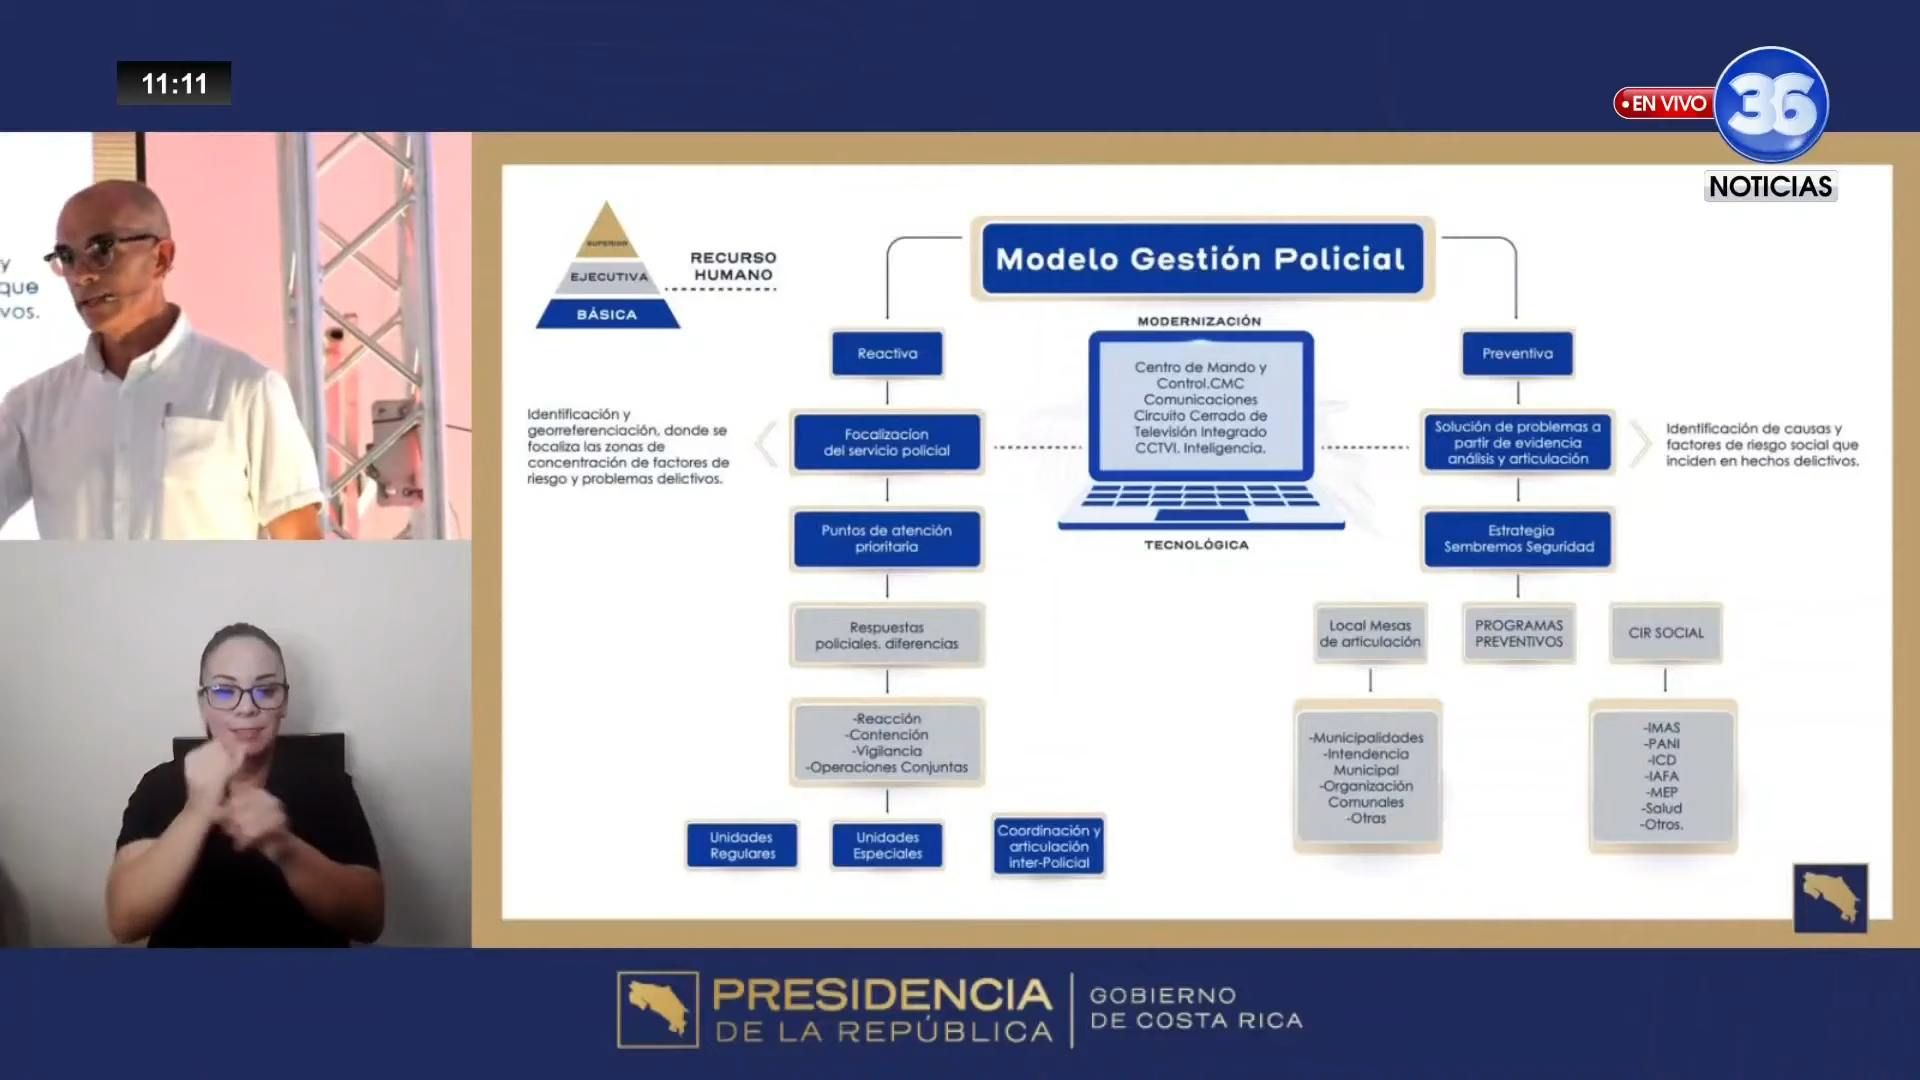 11:11
•EN VIVO
36
NOTICIAS
y
que
vos.
SUPERIOR
EJECUTIVA
BÁSICA
RECURSO
HUMANO
Modelo Gestión Policial
MODERNIZACIÓN
Centro de Mando y
Control.CMC
Comunicaciones
Circuito Cerrado de
Televisión Integrado
CCTVI. Inteligencia.
TECNOLÓGICA
Reactiva
Identificación y
georreferenciación, donde se
focaliza las zonas de
concentración de factores de
riesgo y problemas delictivos.
Focalizacíon
del servicio policial
Puntos de atención
prioritaria
Respuestas
policiales. diferencias
-Reacción
-Contención
-Vigilancia
-Operaciones Conjuntas
Unidades
Regulares
Unidades
Especiales
Coordinación y
articulación
inter-Policial
Preventiva
Solución de problemas a
partir de evidencia
análisis y articulación
Identificación de causas y
factores de riesgo social que
inciden en hechos delictivos.
Estrategia
Sembremos Seguridad
Local Mesas
de articulación
PROGRAMAS
PREVENTIVOS
CIR SOCIAL
-Municipalidades
-Intendencia
Municipal
-Organización
Comunales
-Otras
-IMAS
-PANI
-ICD
-IAFA
-MEP
-Salud
-Otros.
PRESIDENCIA
DE LA REPÚBLICA
GOBIERNO
DE COSTA RICA